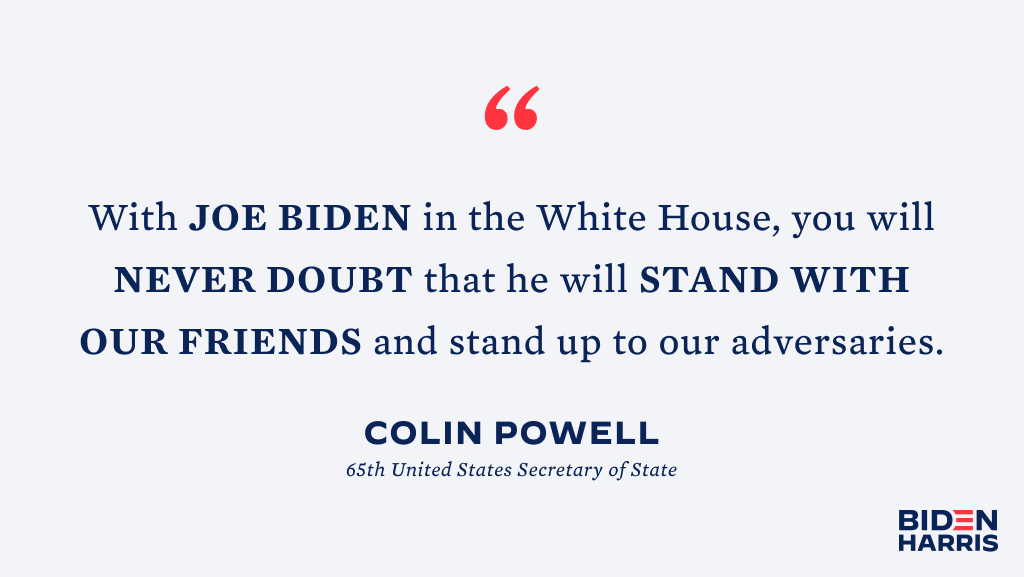 “
With JOE BIDEN in the White House, you will
NEVER DOUBT that he will STAND WITH
OUR FRIENDS and stand up to our adversaries.
COLIN POWELL
65th United States Secretary of State
BIDEN
HARRIS